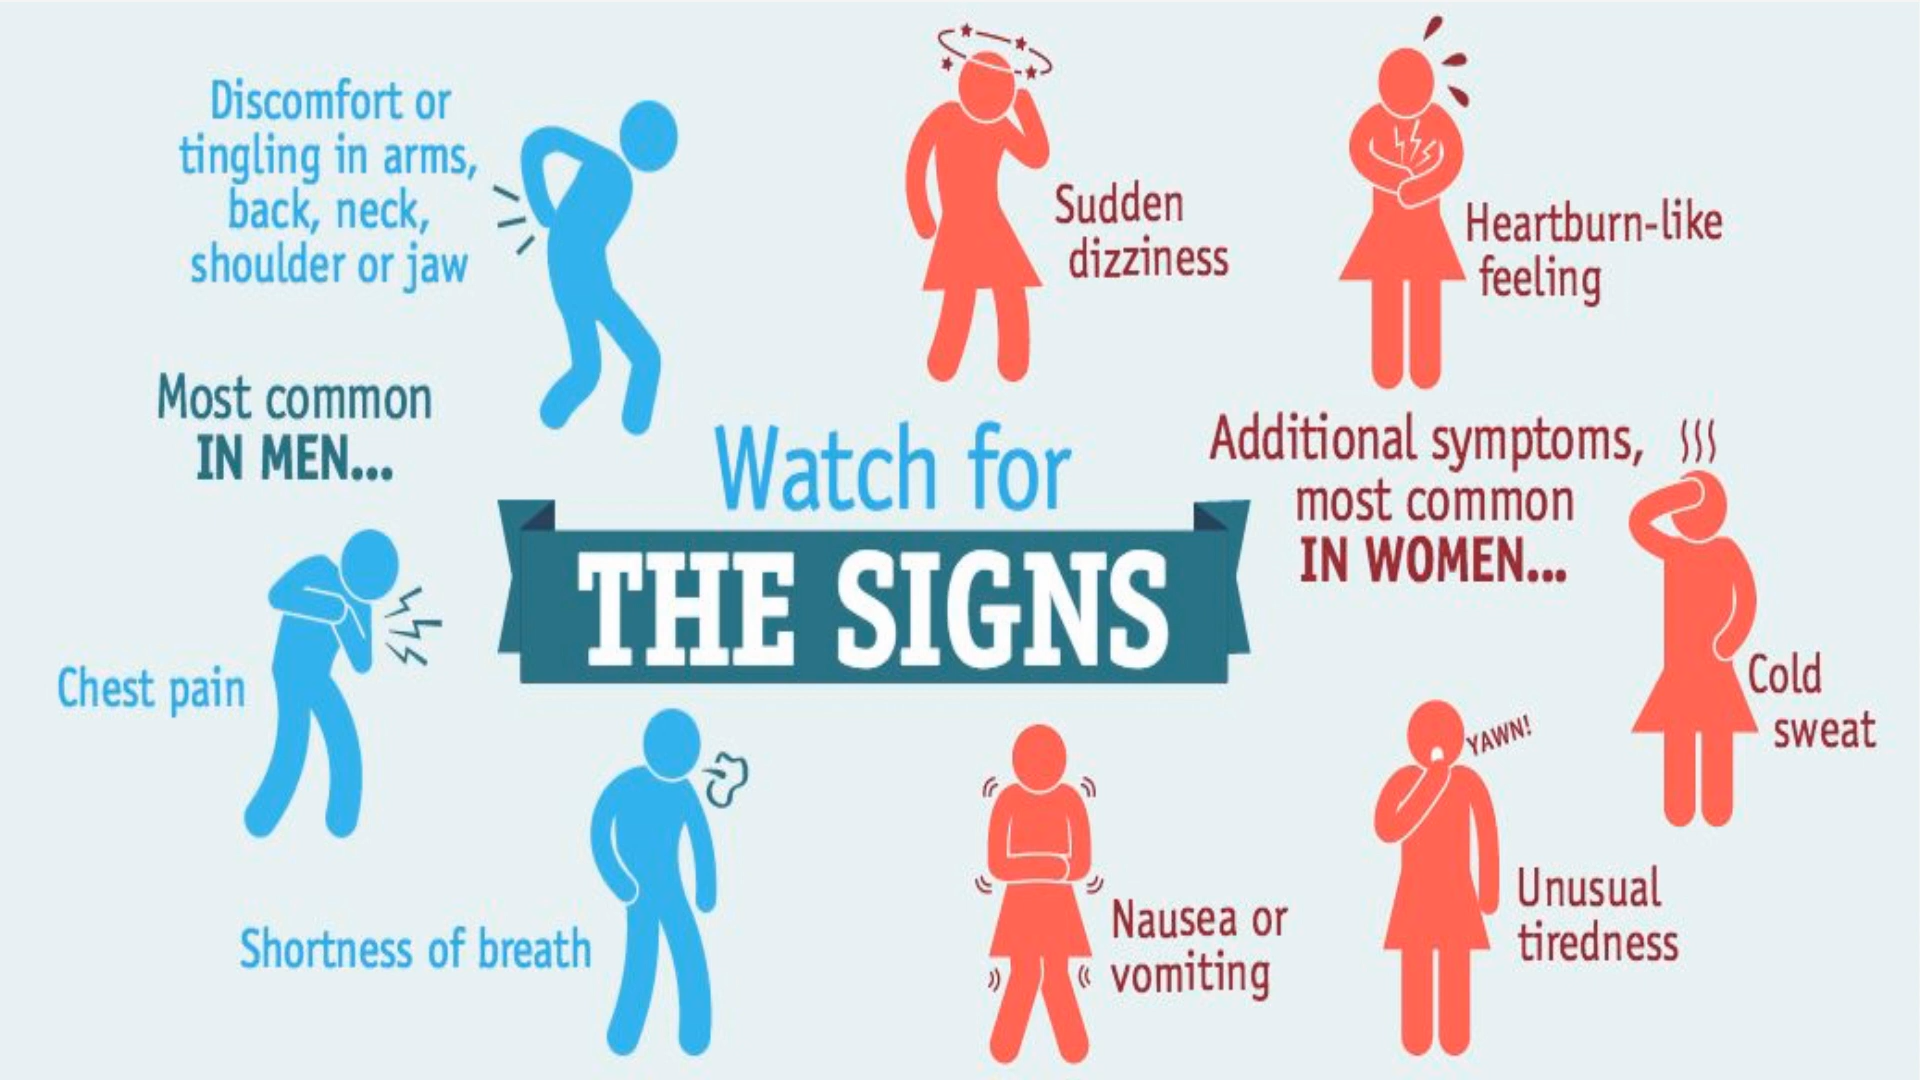 Discomfort or
tingling in arms,
back, neck,
shoulder or jaw
Most common
IN MEN...
Chest pain
Shortness of breath
Watch for
THE SIGNS
Sudden
dizziness
Heartburn-like
feeling
Additional symptoms,
most common
IN WOMEN...
Cold
sweat
YAWN!
Unusual
tiredness
Nausea or
vomiting